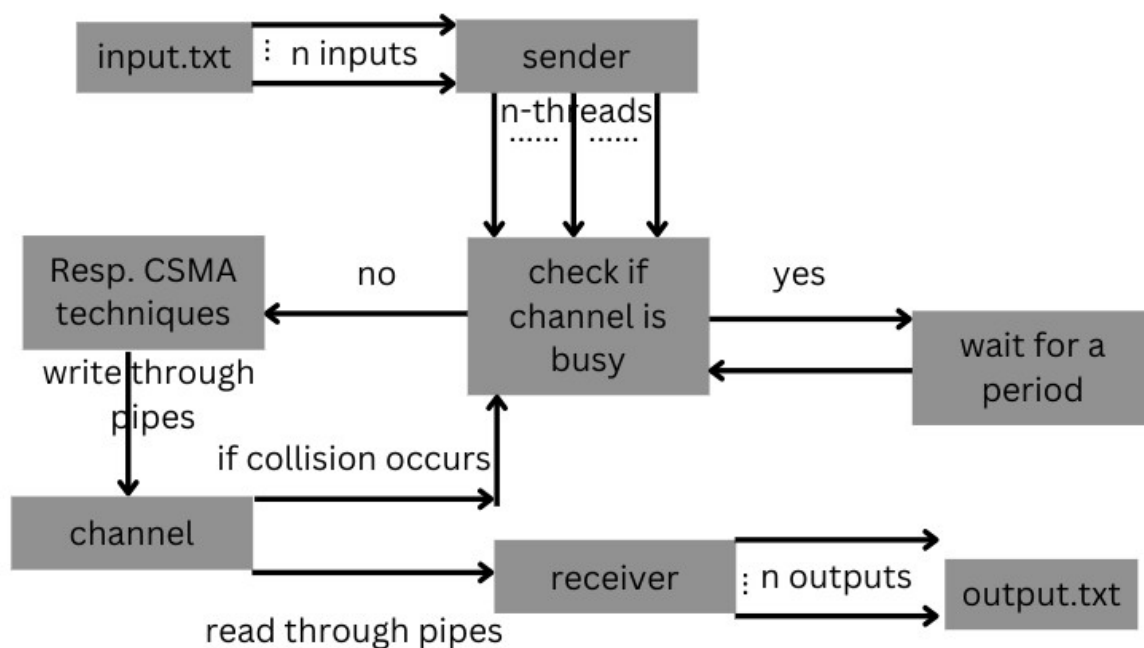 input.txt
⋮ n inputs
sender
n-threads
...... ......
Resp. CSMA
techniques
no
check if
channel is
busy
yes
wait for a
period
write through
pipes
if collision occurs
channel
receiver
⋮ n outputs
output.txt
read through pipes